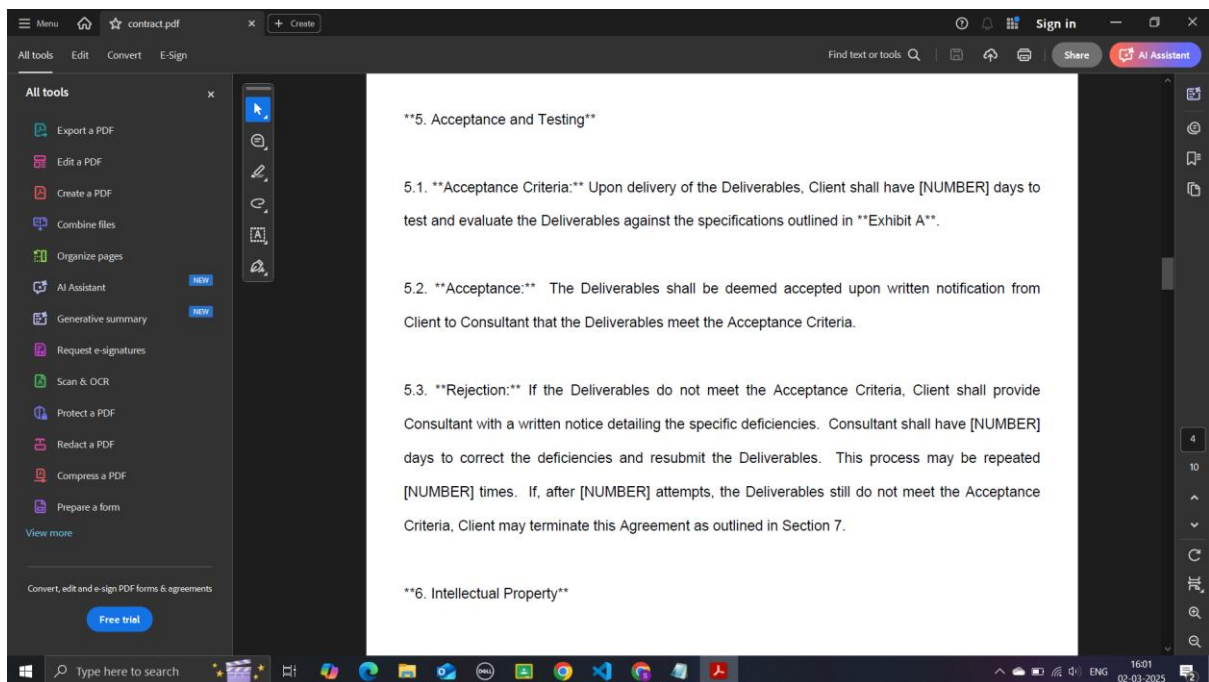 Menu
contract.pdf
× + Create
Sign in
All tools Edit Convert E-Sign
Find text or tools
Share
AI Assistant
All tools
×
Export a PDF
Edit a PDF
Create a PDF
Combine files
Organize pages
AI Assistant NEW
Generative summary NEW
Request e-signatures
Scan & OCR
Protect a PDF
Redact a PDF
Compress a PDF
Prepare a form
View more
Convert, edit and e-sign PDF forms & agreements
Free trial
**5. Acceptance and Testing**
5.1. **Acceptance Criteria:** Upon delivery of the Deliverables, Client shall have [NUMBER] days to
test and evaluate the Deliverables against the specifications outlined in **Exhibit A**.
5.2. **Acceptance:** The Deliverables shall be deemed accepted upon written notification from
Client to Consultant that the Deliverables meet the Acceptance Criteria.
5.3. **Rejection:** If the Deliverables do not meet the Acceptance Criteria, Client shall provide
Consultant with a written notice detailing the specific deficiencies. Consultant shall have [NUMBER]
days to correct the deficiencies and resubmit the Deliverables. This process may be repeated
[NUMBER] times. If, after [NUMBER] attempts, the Deliverables still do not meet the Acceptance
Criteria, Client may terminate this Agreement as outlined in Section 7.
**6. Intellectual Property**
4
10
Type here to search
DELL
ENG
16:01
02-03-2025
2